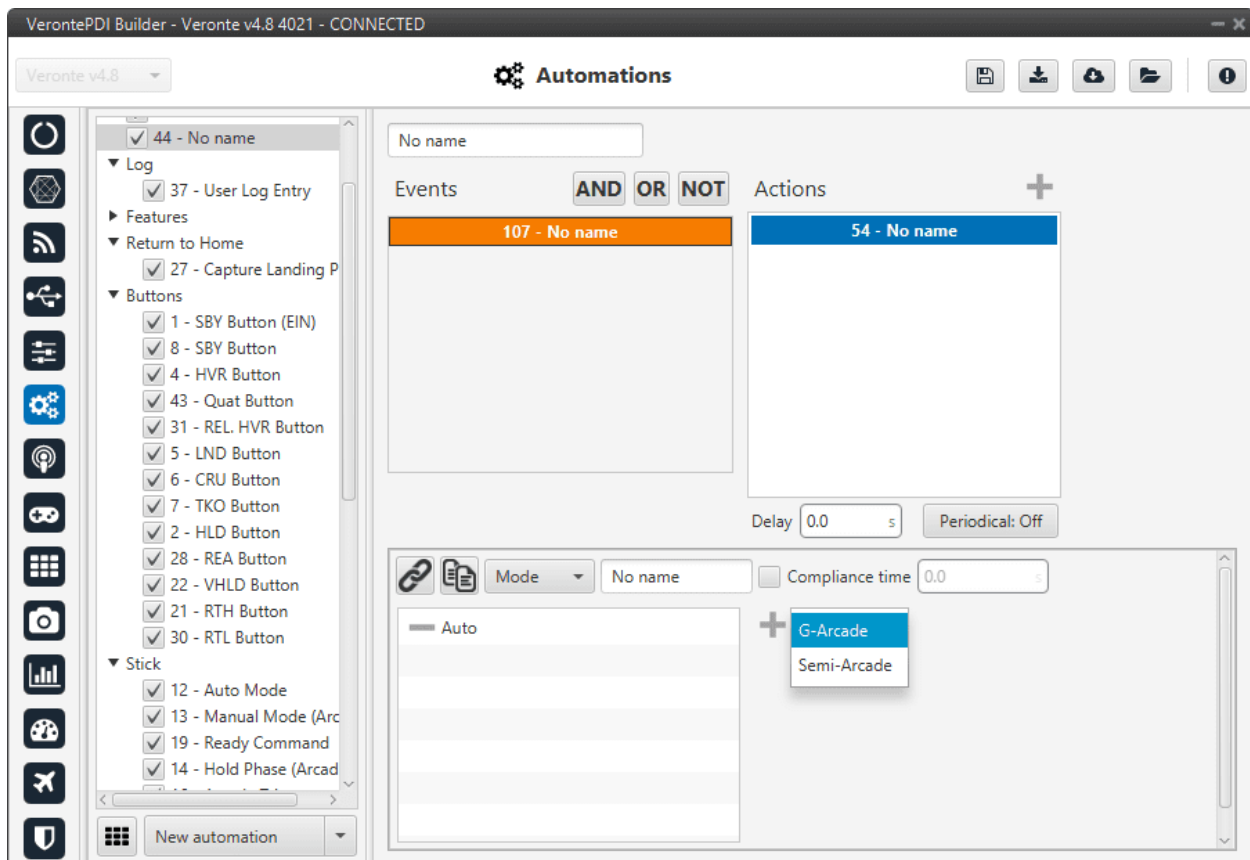 VerontePDI Builder - Veronte v4.8 4021 - CONNECTED
Veronte v4.8
Automations
44 - No name
Log
37 - User Log Entry
Features
Return to Home
27 - Capture Landing P
Buttons
1 - SBY Button (EIN)
8 - SBY Button
4 - HVR Button
43 - Quat Button
31 - REL. HVR Button
5 - LND Button
6 - CRU Button
7 - TKO Button
2 - HLD Button
28 - REA Button
22 - VHLD Button
21 - RTH Button
30 - RTL Button
Stick
12 - Auto Mode
13 - Manual Mode (Arc
19 - Ready Command
14 - Hold Phase (Arcad
New automation
No name
Events AND OR NOT
107 - No name
Actions
54 - No name
Delay 0.0 s Periodical: Off
Mode No name Compliance time 0.0 s
Auto
G-Arcade
Semi-Arcade